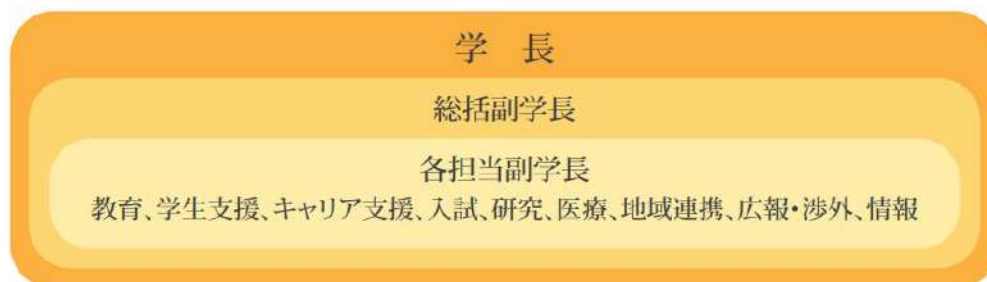 学　長
総括副学長
各担当副学長
教育、学生支援、キャリア支援、入試、研究、医療、地域連携、広報・渉外、情報